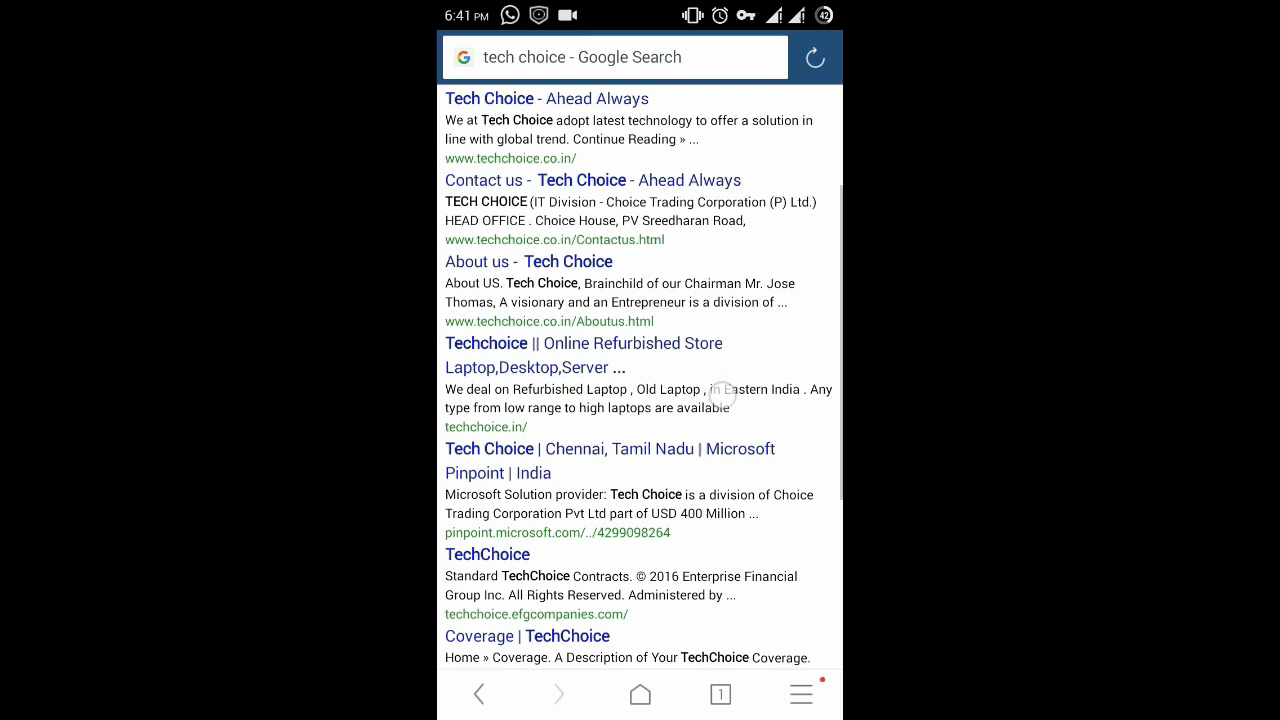 6:41 PM
42
tech choice - Google Search
Tech Choice - Ahead Always
We at Tech Choice adopt latest technology to offer a solution in
line with global trend. Continue Reading » ...
www.techchoice.co.in/
Contact us - Tech Choice - Ahead Always
TECH CHOICE (IT Division - Choice Trading Corporation (P) Ltd.)
HEAD OFFICE . Choice House, PV Sreedharan Road,
www.techchoice.co.in/Contactus.html
About us - Tech Choice
About US. Tech Choice, Brainchild of our Chairman Mr. Jose
Thomas, A visionary and an Entrepreneur is a division of ...
www.techchoice.co.in/Aboutus.html
Techchoice || Online Refurbished Store
Laptop,Desktop,Server ...
We deal on Refurbished Laptop , Old Laptop , in Eastern India . Any
type from low range to high laptops are available
techchoice.in/
Tech Choice | Chennai, Tamil Nadu | Microsoft
Pinpoint | India
Microsoft Solution provider: Tech Choice is a division of Choice
Trading Corporation Pvt Ltd part of USD 400 Million ...
pinpoint.microsoft.com/../4299098264
TechChoice
Standard TechChoice Contracts. © 2016 Enterprise Financial
Group Inc. All Rights Reserved. Administered by ...
techchoice.efgcompanies.com/
Coverage | TechChoice
Home » Coverage. A Description of Your TechChoice Coverage.
1